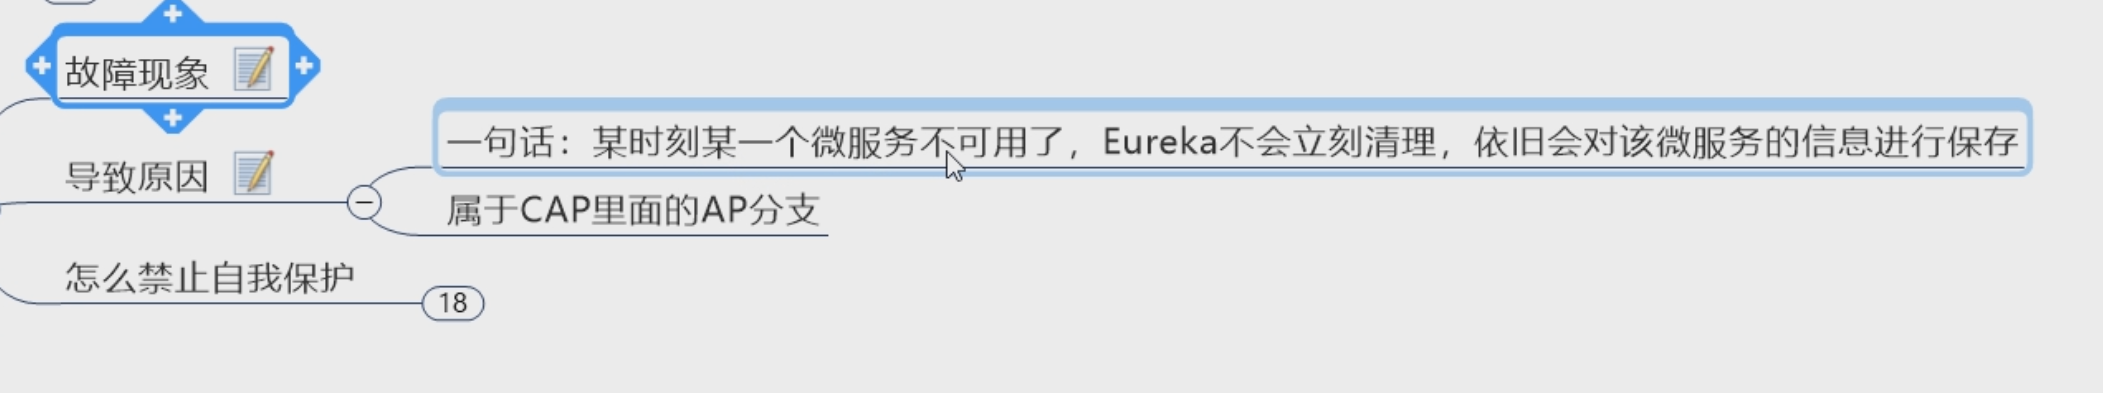 故障现象
导致原因
一句话：某时刻某一个微服务不可用了，Eureka不会立刻清理，依旧会对该微服务的信息进行保存
属于CAP里面的AP分支
怎么禁止自我保护
18